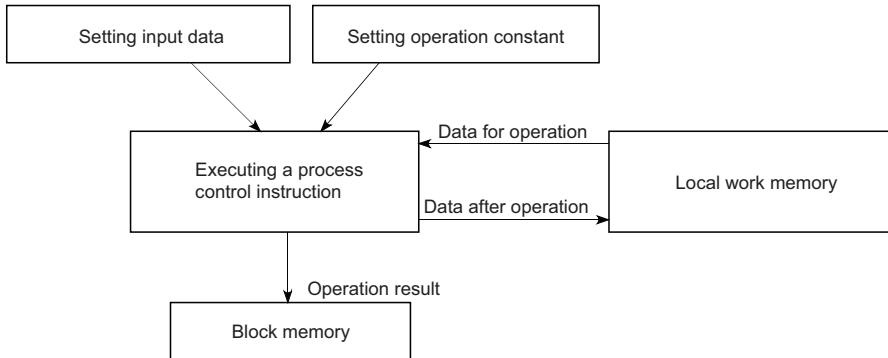 Setting input data
Setting operation constant
Data for operation
Executing a process
control instruction
Local work memory
Data after operation
Operation result
Block memory